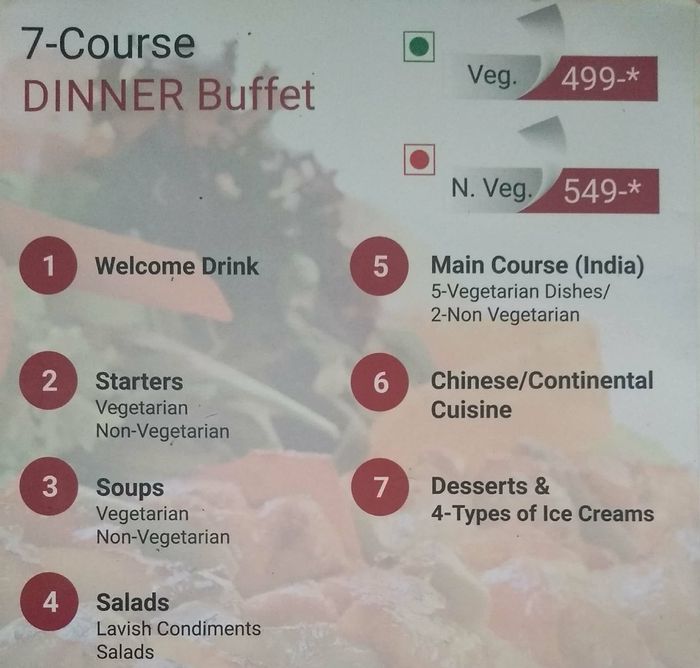 7-Course
DINNER Buffet
Veg. 499-*
N. Veg. 549-*
1 Welcome Drink
2 Starters
Vegetarian
Non-Vegetarian
3 Soups
Vegetarian
Non-Vegetarian
4 Salads
Lavish Condiments
Salads
5 Main Course (India)
5-Vegetarian Dishes/
2-Non Vegetarian
6 Chinese/Continental
Cuisine
7 Desserts &
4-Types of Ice Creams